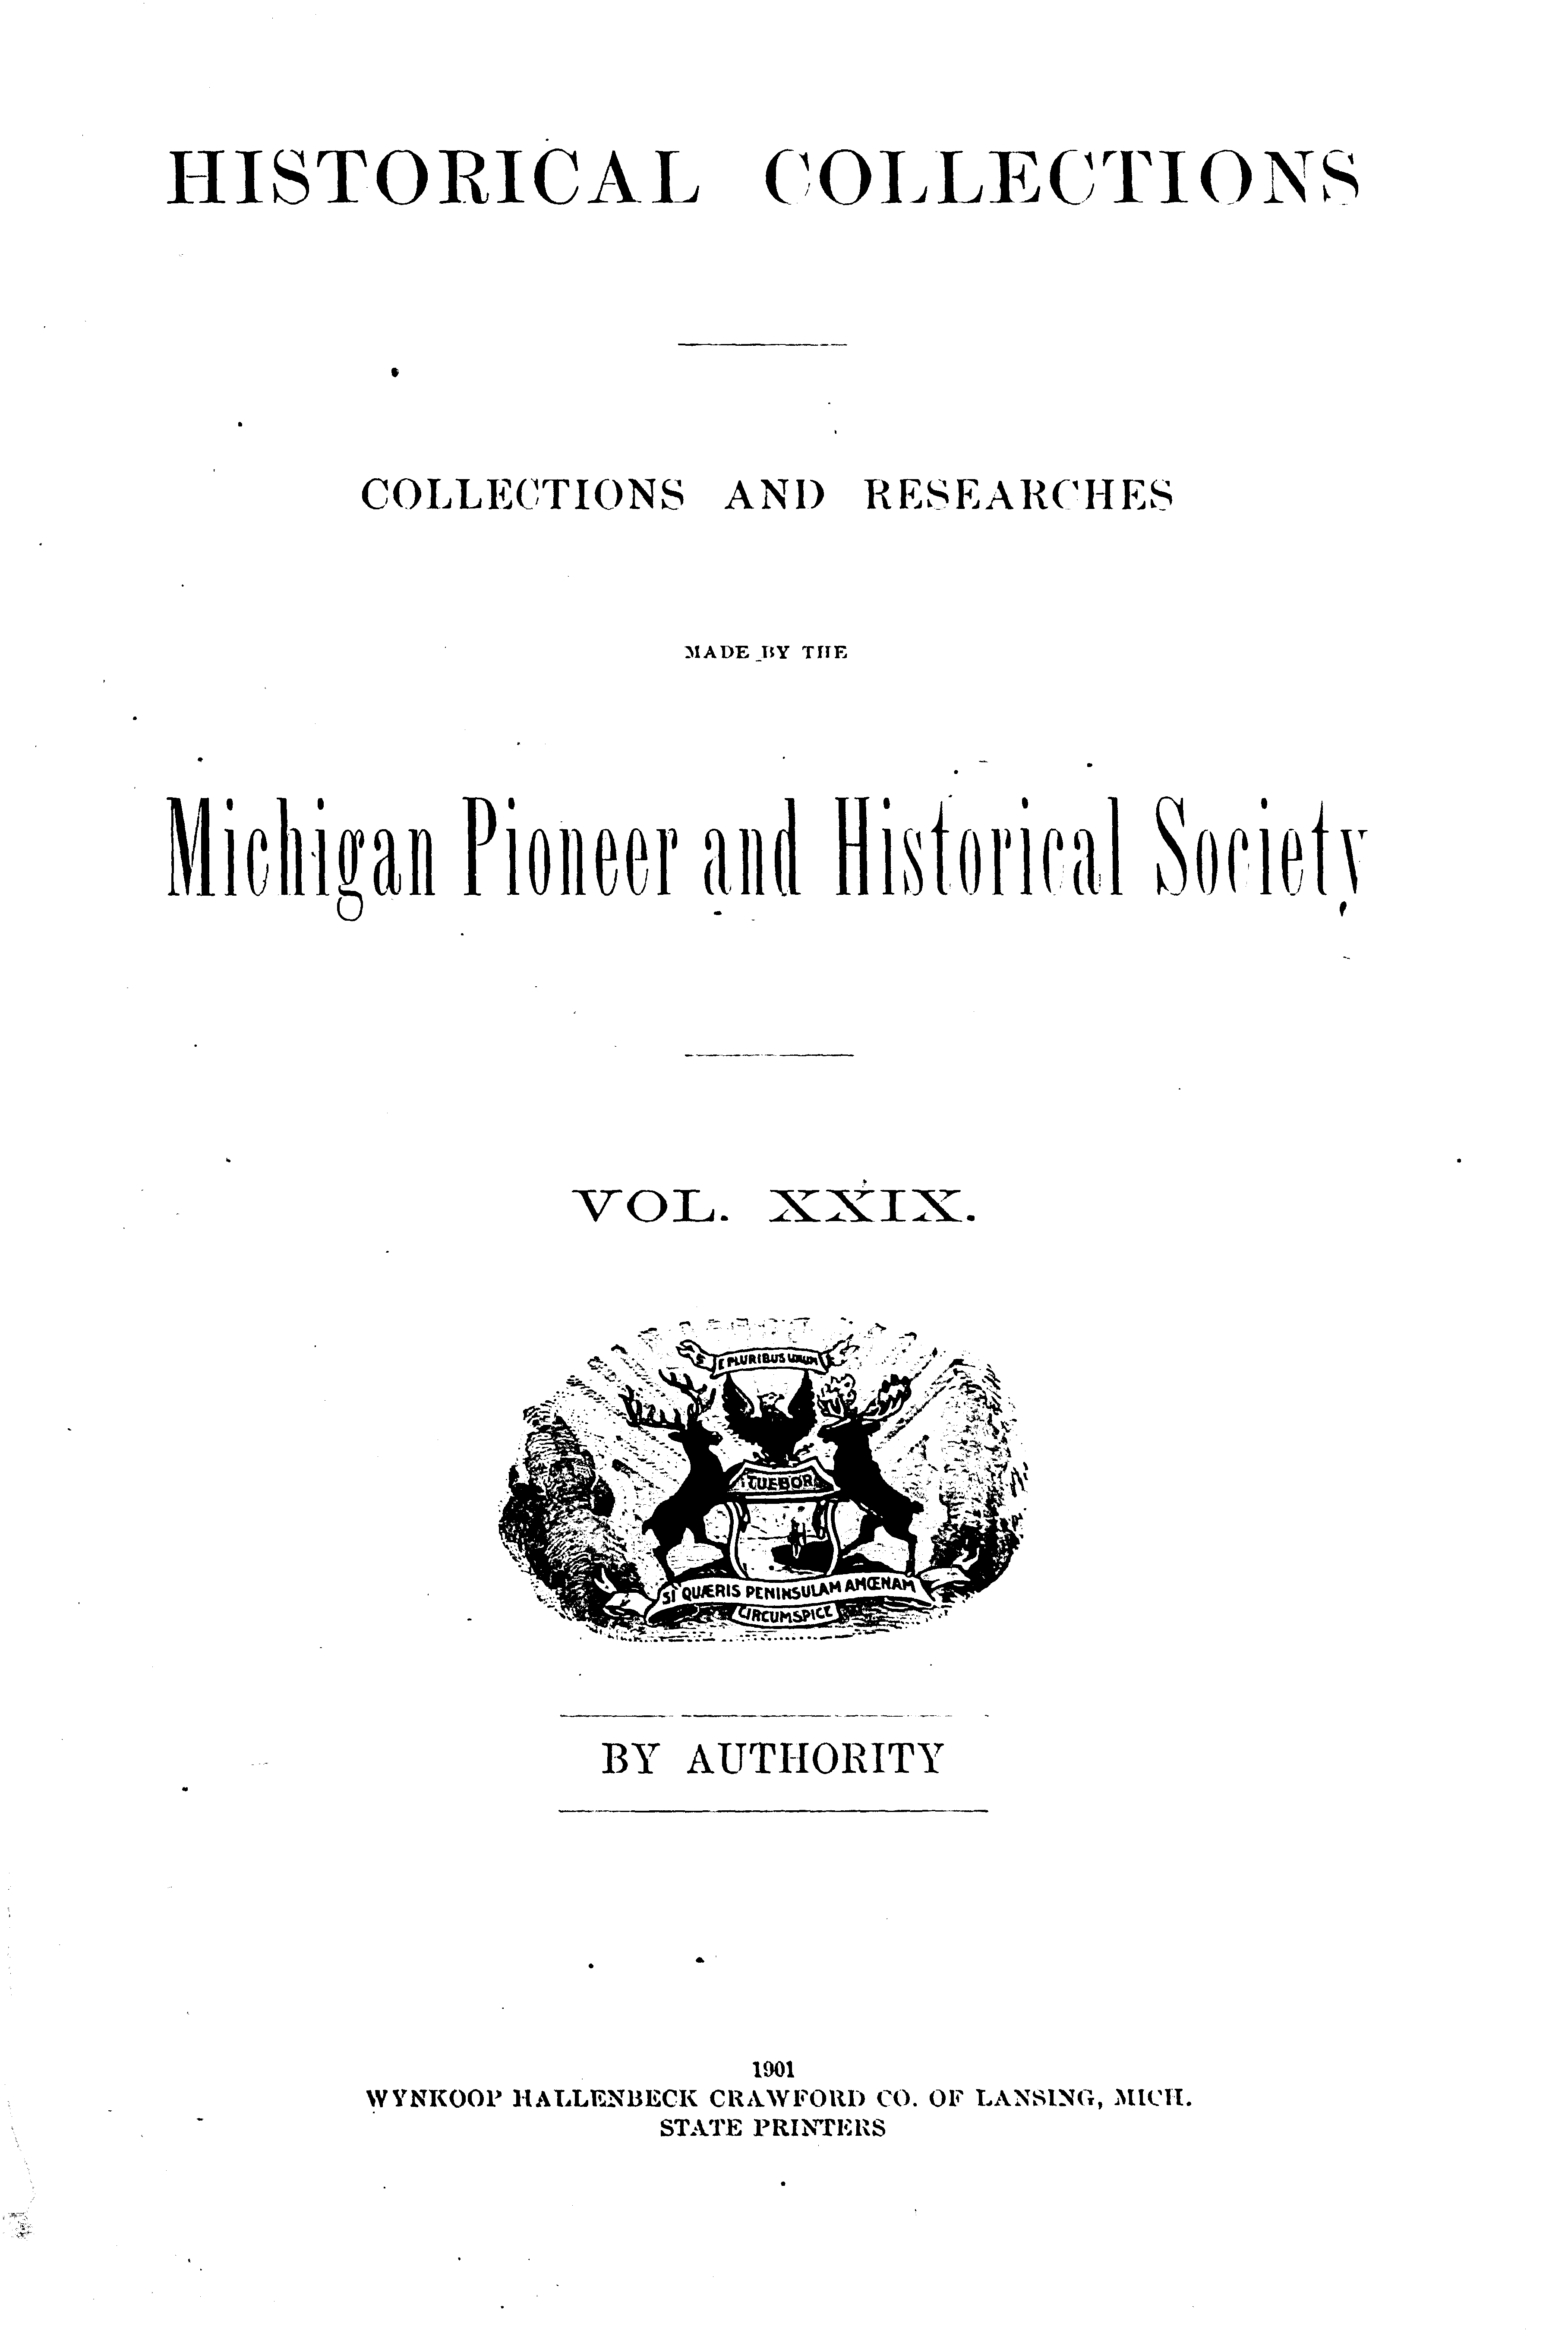 HISTORICAL COLLECTIONS
COLLECTIONS AND RESEARCHES
MADE BY THE
Michigan Pioneer and Historical Society
VOL. XXIX.
E PLURIBUS UNUM
TUEBOR
SI QUÆRIS PENINSULAM AMŒNAM
CIRCUMSPICE
BY AUTHORITY
1901
WYNKOOP HALLENBECK CRAWFORD CO. OF LANSING, MICH.
STATE PRINTERS